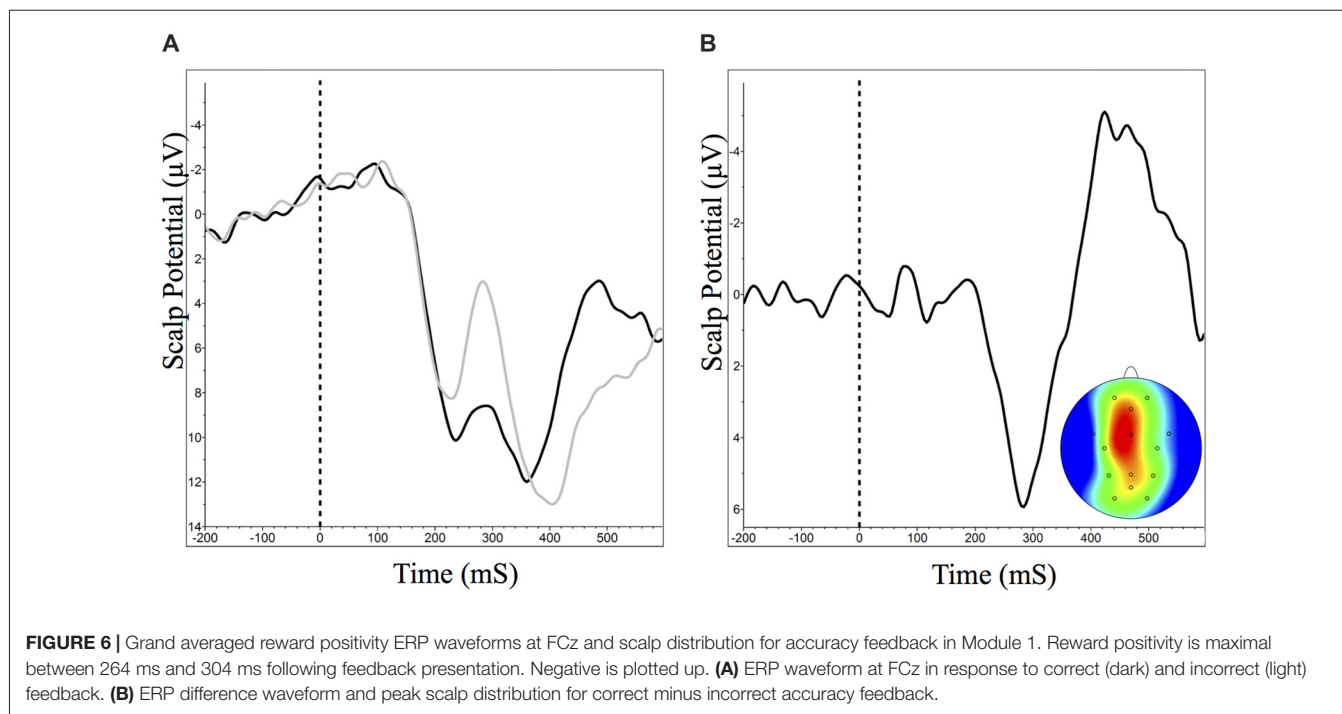 A
B
Scalp Potential (µV)
-4
-2
0
2
4
6
8
10
12
14
-200 -100 0 100 200 300 400 500
Time (mS)
Scalp Potential (µV)
-4
-2
0
2
4
6
-200 -100 0 100 200 300 400 500
Time (mS)
FIGURE 6 | Grand averaged reward positivity ERP waveforms at FCz and scalp distribution for accuracy feedback in Module 1. Reward positivity is maximal
between 264 ms and 304 ms following feedback presentation. Negative is plotted up. (A) ERP waveform at FCz in response to correct (dark) and incorrect (light)
feedback. (B) ERP difference waveform and peak scalp distribution for correct minus incorrect accuracy feedback.